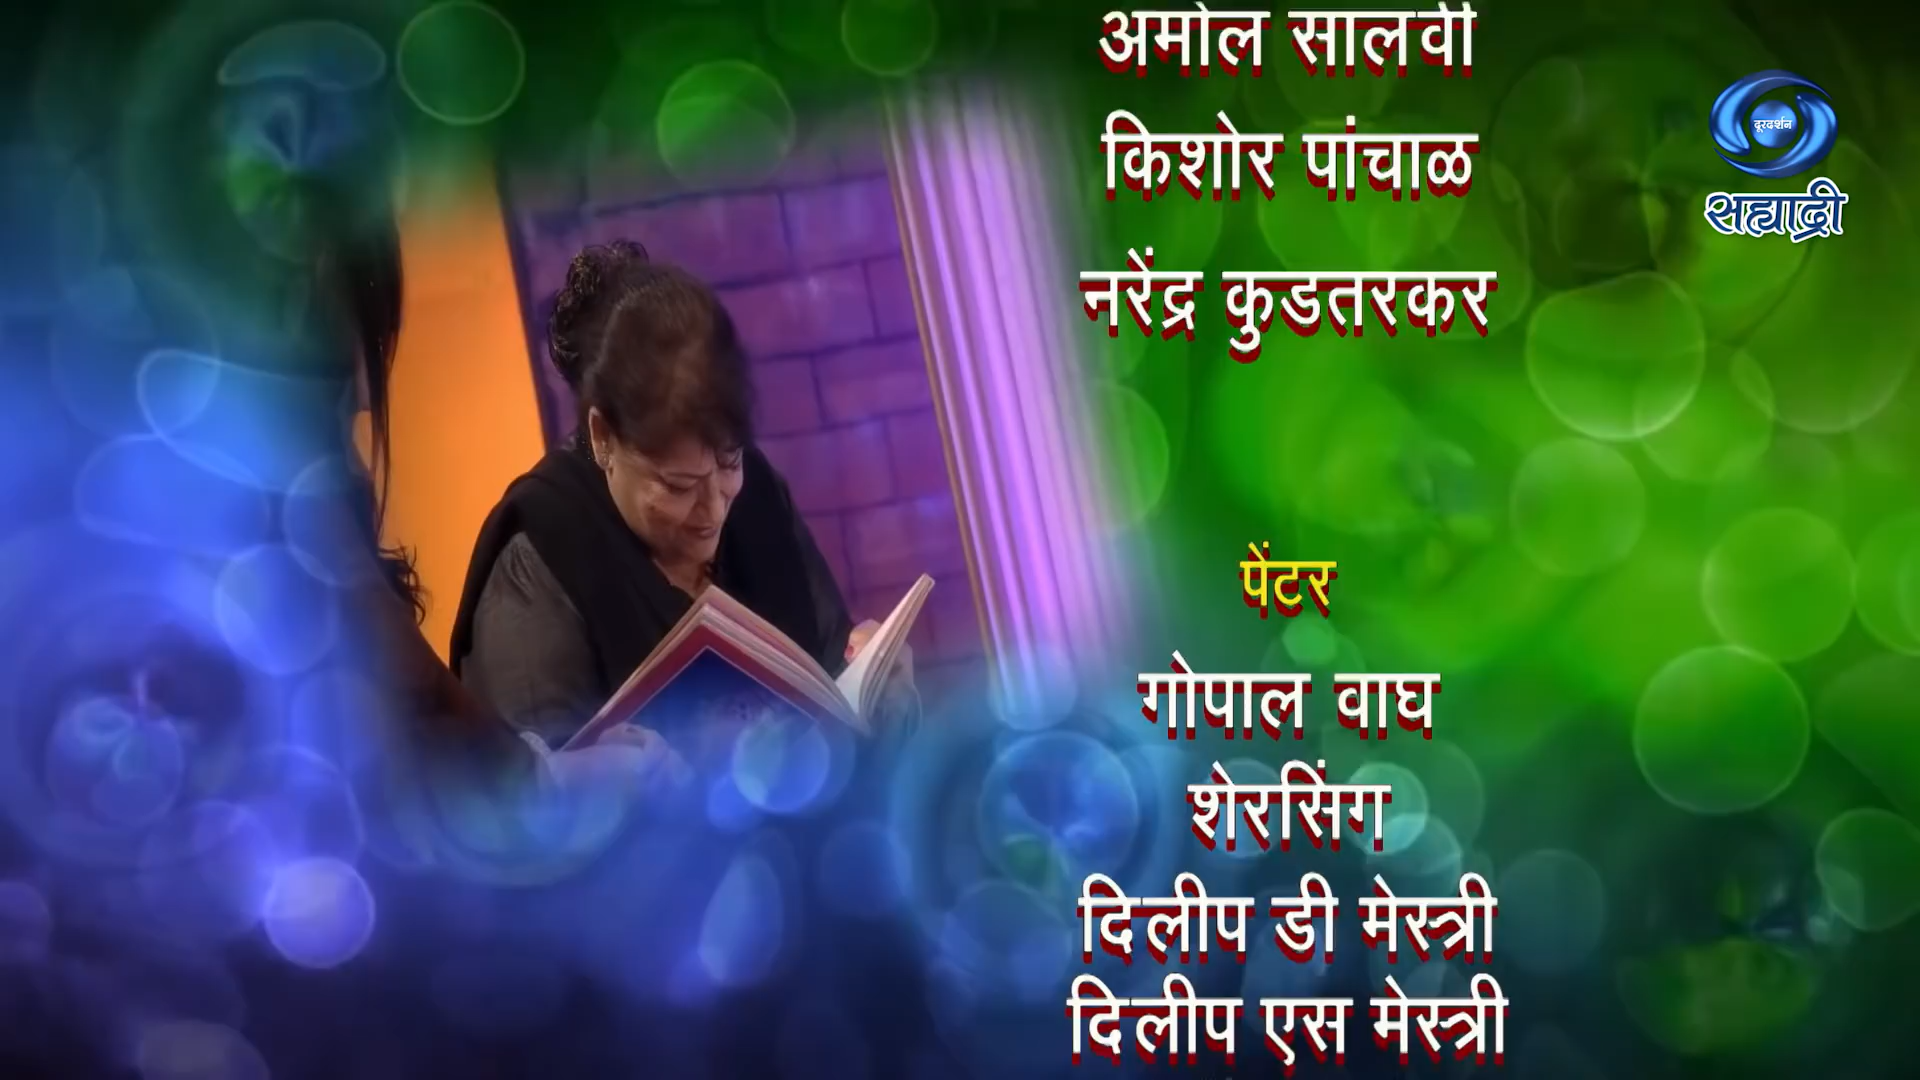 अमोल सालवी
किशोर पांचाळ
नरेंद्र कुडतरकर
दूरदर्शन
सह्याद्री
पेंटर
गोपाल वाघ
शेरसिंग
दिलीप डी मेस्त्री
दिलीप एस मेस्त्री